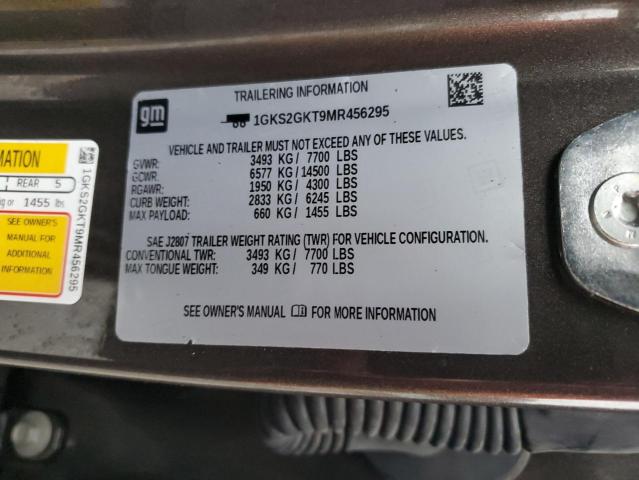 TRAILERING INFORMATION
gm
1GKS2GKT9MR456295
VEHICLE AND TRAILER MUST NOT EXCEED ANY OF THESE VALUES.
GVWR: 3493 KG / 7700 LBS
GCWR: 6577 KG / 14500 LBS
RGAWR: 1950 KG / 4300 LBS
CURB WEIGHT: 2833 KG / 6245 LBS
MAX PAYLOAD: 660 KG / 1455 LBS
SAE J2807 TRAILER WEIGHT RATING (TWR) FOR VEHICLE CONFIGURATION.
CONVENTIONAL TWR: 3493 KG / 7700 LBS
MAX TONGUE WEIGHT: 349 KG / 770 LBS
SEE OWNER'S MANUAL FOR MORE INFORMATION
MATION
REAR 5
g or 1455 lbs
SEE OWNER'S
MANUAL FOR
ADDITIONAL
INFORMATION
1GKS2GKT9MR456295